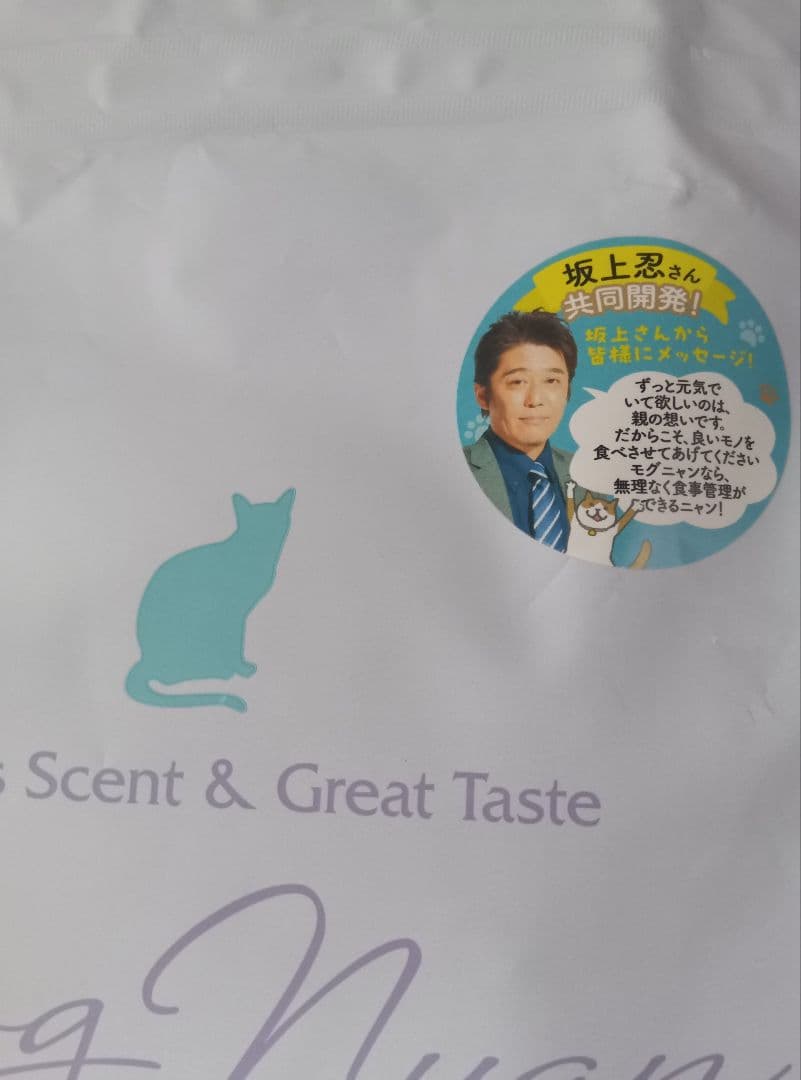 坂上忍さん
共同開発!
坂上さんから
皆様にメッセージ!
ずっと元気で
いて欲しいのは、
親の想いです。
だからこそ、良いモノを
食べさせてあげてください
モグニャンなら、
無理なく食事管理が
できるニャン!
s Scent & Great Taste
g Nyan